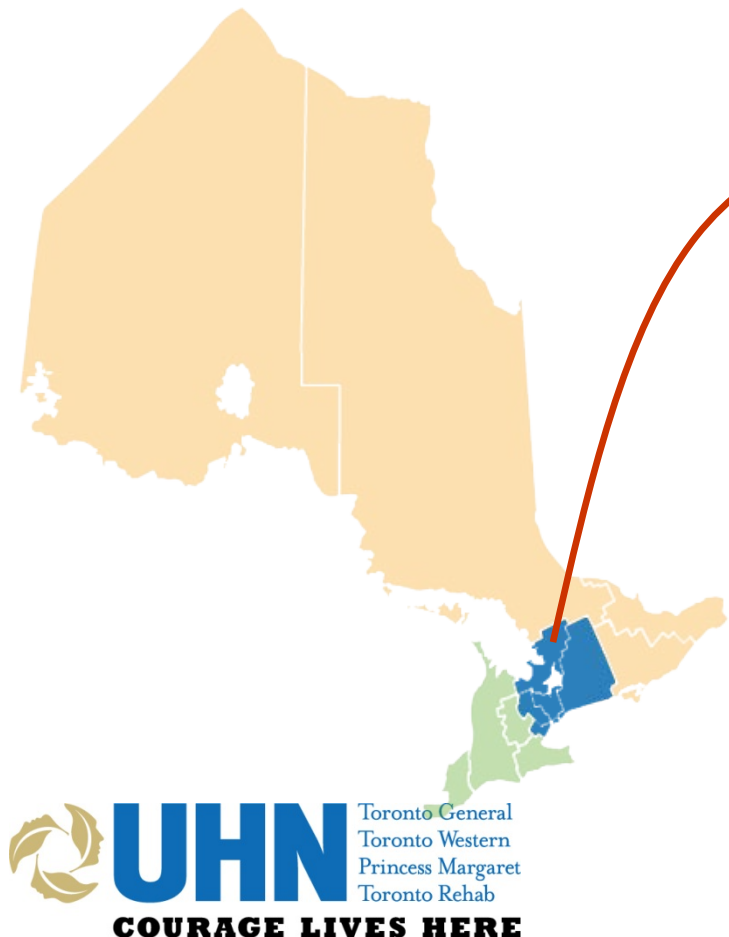 UHN
Toronto General
Toronto Western
Princess Margaret
Toronto Rehab
COURAGE LIVES HERE